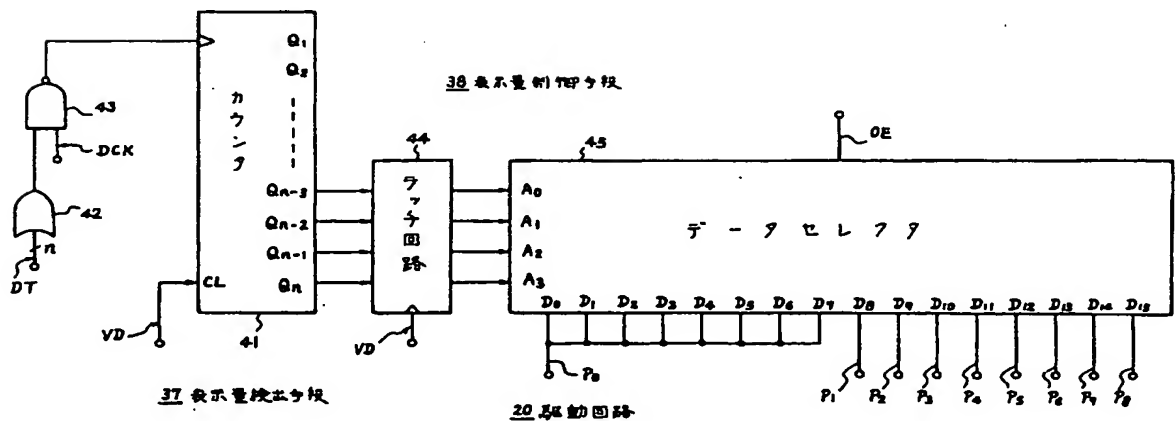 38 表示量制御手段
Q1
Q2
カウンタ
43
DCK
42
n
DT
44
45
OE
ラッチ回路
データセレクタ
Qn-3
Qn-2
Qn-1
Qn
A0
A1
A2
A3
CL
VD
41
VD
D0 D1 D2 D3 D4 D5 D6 D7 D8 D9 D10 D11 D12 D13 D14 D15
P0
P1 P2 P3 P4 P5 P6 P7 P8
37 表示量検出手段
20 駆動回路